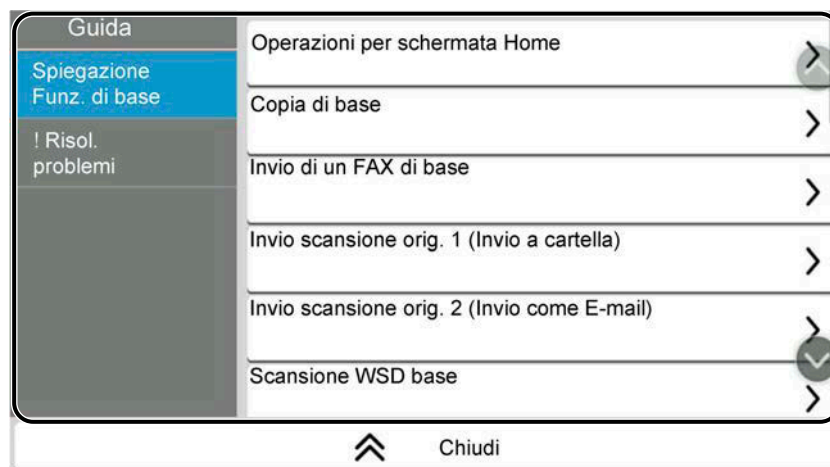 Guida
Spiegazione
Funz. di base
! Risol.
problemi
Operazioni per schermata Home
Copia di base
Invio di un FAX di base
Invio scansione orig. 1 (Invio a cartella)
Invio scansione orig. 2 (Invio come E-mail)
Scansione WSD base
Chiudi